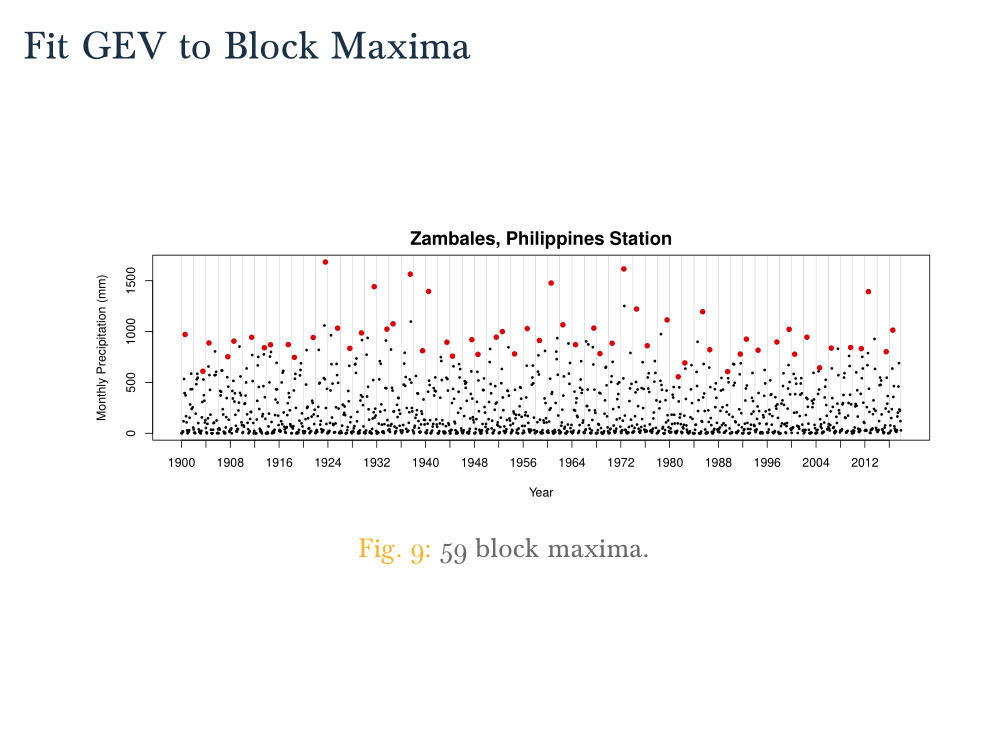 Fit GEV to Block Maxima
Zambales, Philippines Station
Monthly Precipitation (mm)
1500
1000
500
0
1900 1908 1916 1924 1932 1940 1948 1956 1964 1972 1980 1988 1996 2004 2012
Year
Fig. 9: 59 block maxima.